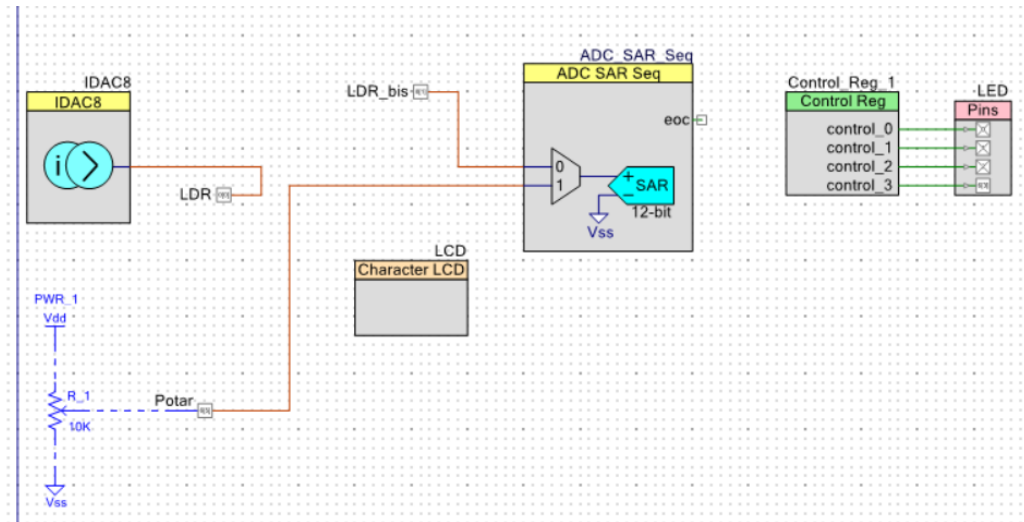 IDAC8
IDAC8
i
LDR
LDR_bis
ADC_SAR_Seq
ADC SAR Seq
eoc
0
1
+
SAR
−
12-bit
Vss
Control_Reg_1
Control Reg
control_0
control_1
control_2
control_3
LED
Pins
LCD
Character LCD
PWR_1
Vdd
R_1
10K
Potar
Vss